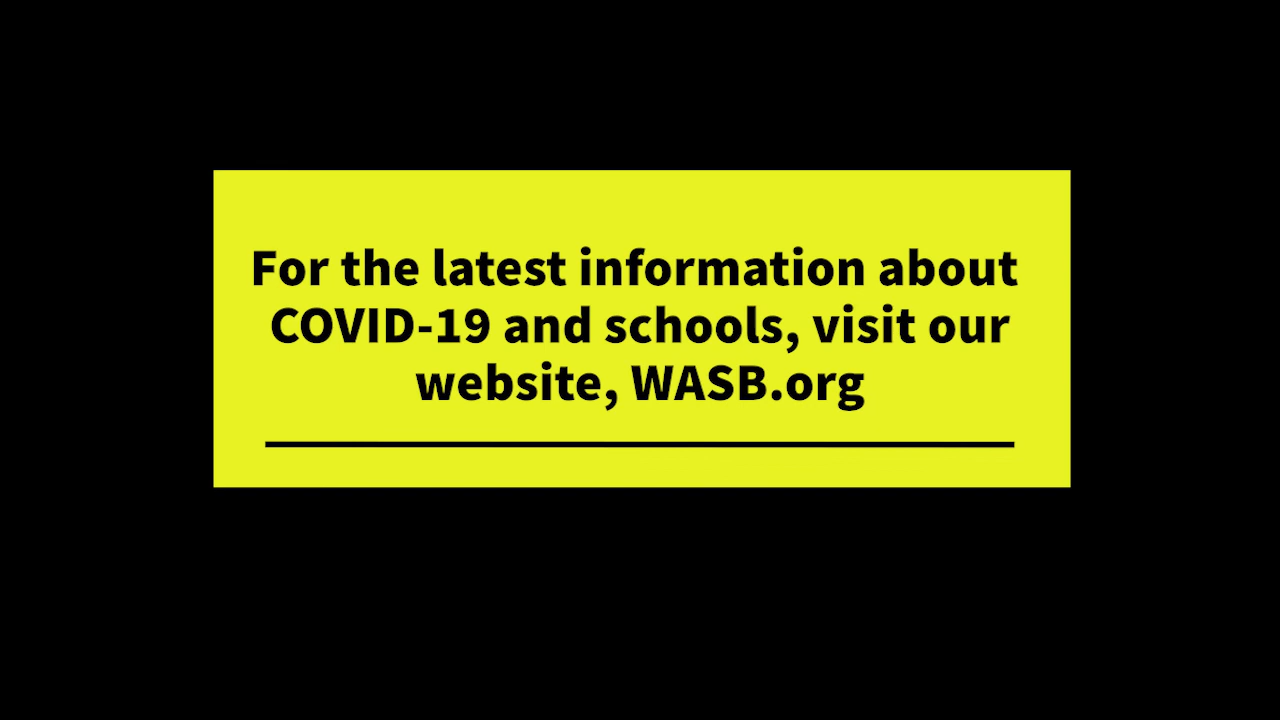 For the latest information about
COVID-19 and schools, visit our
website, WASB.org